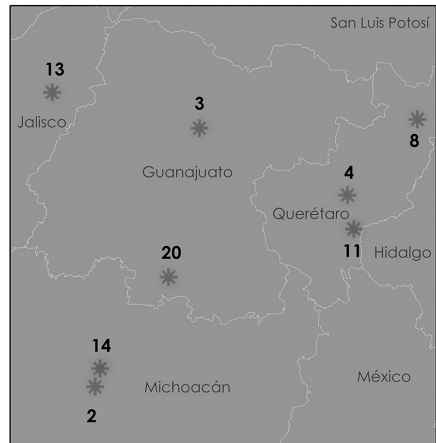 San Luis Potosí
13
3
Jalisco
8
Guanajuato
4
Querétaro
11
Hidalgo
20
14
México
Michoacán
2